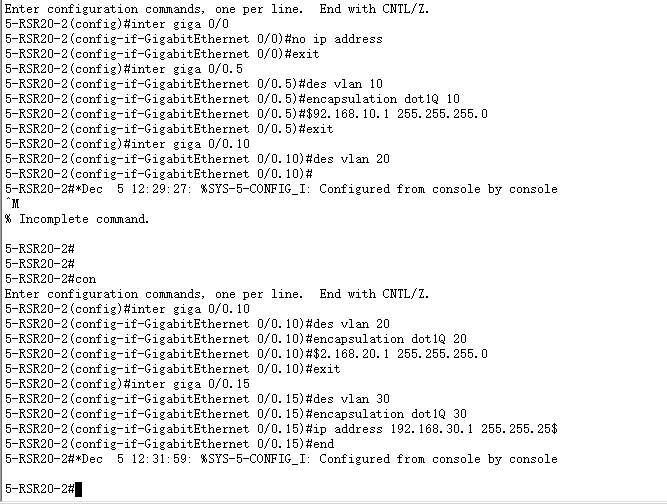 Enter configuration commands, one per line.  End with CNTL/Z.
5-RSR20-2(config)#inter giga 0/0
5-RSR20-2(config-if-GigabitEthernet 0/0)#no ip address
5-RSR20-2(config-if-GigabitEthernet 0/0)#exit
5-RSR20-2(config)#inter giga 0/0.5
5-RSR20-2(config-if-GigabitEthernet 0/0.5)#des vlan 10
5-RSR20-2(config-if-GigabitEthernet 0/0.5)#encapsulation dot1Q 10
5-RSR20-2(config-if-GigabitEthernet 0/0.5)#$92.168.10.1 255.255.255.0
5-RSR20-2(config-if-GigabitEthernet 0/0.5)#exit
5-RSR20-2(config)#inter giga 0/0.10
5-RSR20-2(config-if-GigabitEthernet 0/0.10)#des vlan 20
5-RSR20-2(config-if-GigabitEthernet 0/0.10)#
5-RSR20-2#*Dec  5 12:29:27: %SYS-5-CONFIG_I: Configured from console by console
^M
% Incomplete command.
5-RSR20-2#
5-RSR20-2#
5-RSR20-2#con
Enter configuration commands, one per line.  End with CNTL/Z.
5-RSR20-2(config)#inter giga 0/0.10
5-RSR20-2(config-if-GigabitEthernet 0/0.10)#des vlan 20
5-RSR20-2(config-if-GigabitEthernet 0/0.10)#encapsulation dot1Q 20
5-RSR20-2(config-if-GigabitEthernet 0/0.10)#$2.168.20.1 255.255.255.0
5-RSR20-2(config-if-GigabitEthernet 0/0.10)#exit
5-RSR20-2(config)#inter giga 0/0.15
5-RSR20-2(config-if-GigabitEthernet 0/0.15)#des vlan 30
5-RSR20-2(config-if-GigabitEthernet 0/0.15)#encapsulation dot1Q 30
5-RSR20-2(config-if-GigabitEthernet 0/0.15)#ip address 192.168.30.1 255.255.25$
5-RSR20-2(config-if-GigabitEthernet 0/0.15)#end
5-RSR20-2#*Dec  5 12:31:59: %SYS-5-CONFIG_I: Configured from console by console
5-RSR20-2#